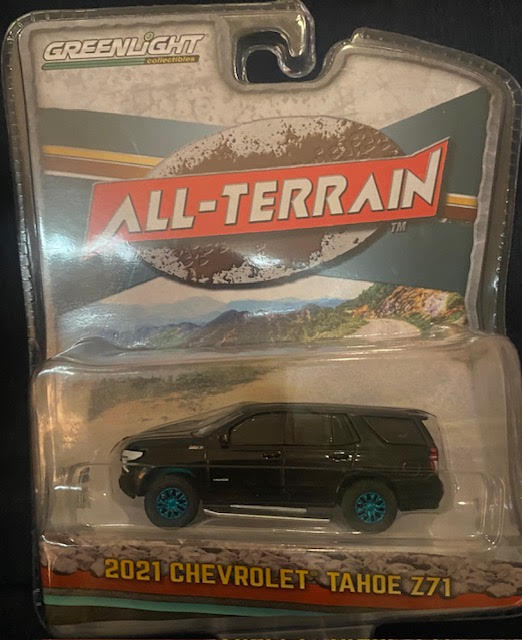 GREENLiGHT
collectibles
ALL-TERRAIN
TM
2021 CHEVROLET TAHOE Z71